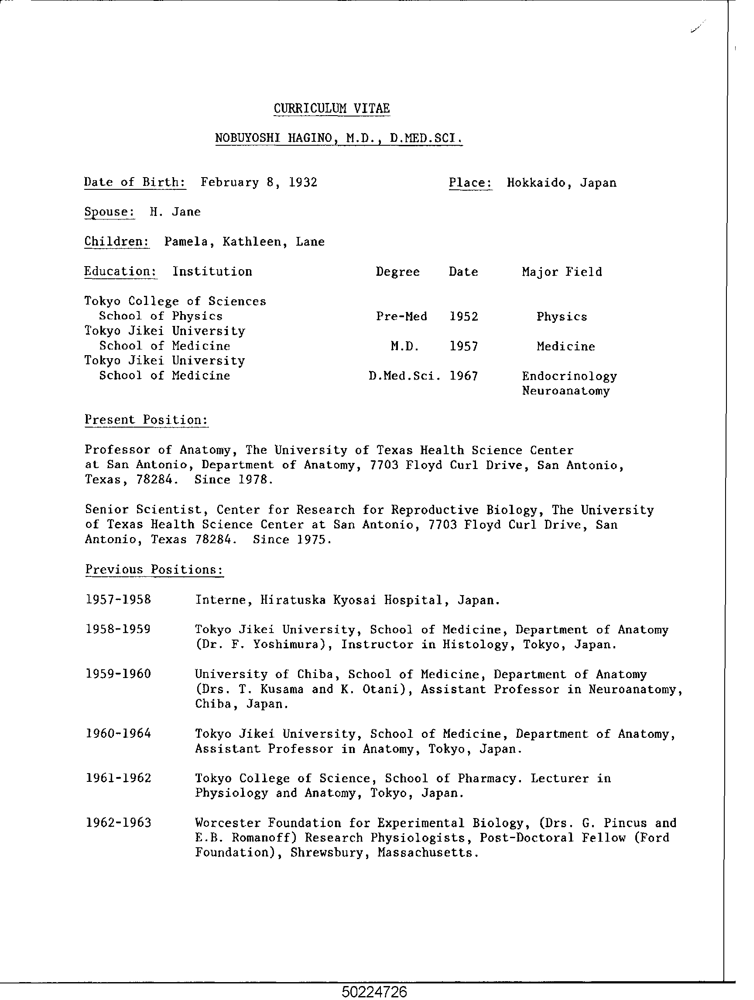 CURRICULUM VITAE
NOBUYOSHI HAGINO, M.D., D.MED.SCI.
Date of Birth: February 8, 1932 Place: Hokkaido, Japan
Spouse: H. Jane
Children: Pamela, Kathleen, Lane
Education: Institution Degree Date Major Field
Tokyo College of Sciences
School of Physics Pre-Med 1952 Physics
Tokyo Jikei University
School of Medicine M.D. 1957 Medicine
Tokyo Jikei University
School of Medicine D.Med.Sci. 1967 Endocrinology
Neuroanatomy
Present Position:
Professor of Anatomy, The University of Texas Health Science Center
at San Antonio, Department of Anatomy, 7703 Floyd Curl Drive, San Antonio,
Texas, 78284. Since 1978.
Senior Scientist, Center for Research for Reproductive Biology, The University
of Texas Health Science Center at San Antonio, 7703 Floyd Curl Drive, San
Antonio, Texas 78284. Since 1975.
Previous Positions:
1957-1958 Interne, Hiratuska Kyosai Hospital, Japan.
1958-1959 Tokyo Jikei University, School of Medicine, Department of Anatomy
(Dr. F. Yoshimura), Instructor in Histology, Tokyo, Japan.
1959-1960 University of Chiba, School of Medicine, Department of Anatomy
(Drs. T. Kusama and K. Otani), Assistant Professor in Neuroanatomy,
Chiba, Japan.
1960-1964 Tokyo Jikei University, School of Medicine, Department of Anatomy,
Assistant Professor in Anatomy, Tokyo, Japan.
1961-1962 Tokyo College of Science, School of Pharmacy. Lecturer in
Physiology and Anatomy, Tokyo, Japan.
1962-1963 Worcester Foundation for Experimental Biology, (Drs. G. Pincus and
E.B. Romanoff) Research Physiologists, Post-Doctoral Fellow (Ford
Foundation), Shrewsbury, Massachusetts.
50224726